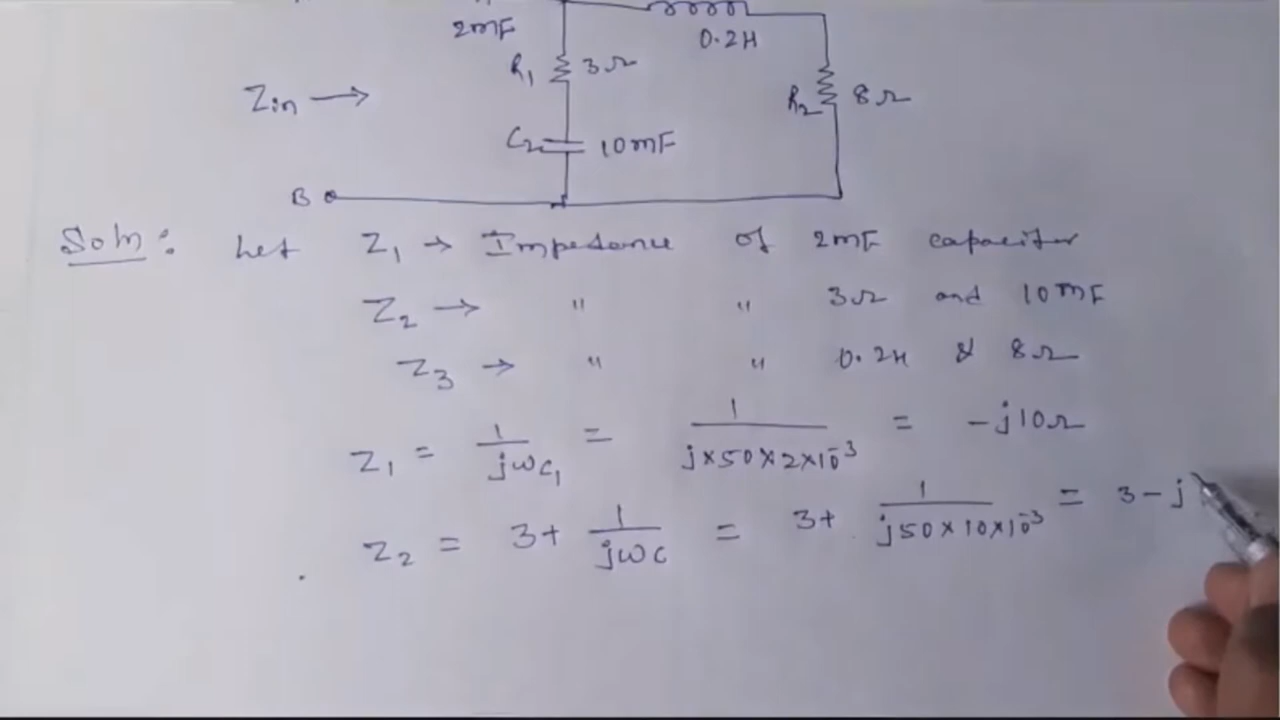 2mF
0.2H
R₁ 3Ω
Zin →
R₂ 8Ω
C₂ 10mF
B
Soln: Let Z₁ → Impedance of 2mF capacitor
Z₂ → " " 3Ω and 10mF
Z₃ → " " 0.2H & 8Ω
Z₁ = 1/jωC₁ = 1/j×50×2×10⁻³ = -j10Ω
Z₂ = 3+ 1/jωC = 3+ 1/j50×10×10⁻³ = 3-j